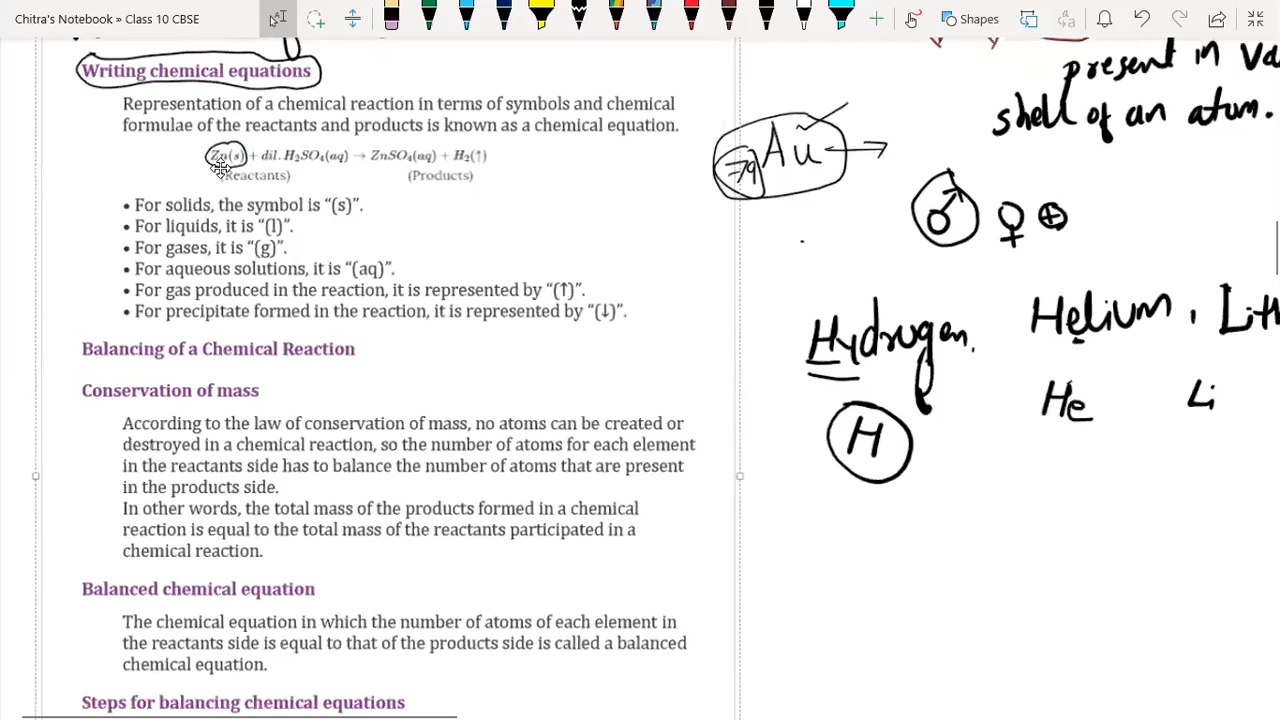 Chitra's Notebook » Class 10 CBSE
Shapes
Writing chemical equations
Representation of a chemical reaction in terms of symbols and chemical
formulae of the reactants and products is known as a chemical equation.
Zn(s) + dil. H₂SO₄(aq) → ZnSO₄(aq) + H₂(↑)
(Reactants) (Products)
• For solids, the symbol is “(s)”.
• For liquids, it is “(l)”.
• For gases, it is “(g)”.
• For aqueous solutions, it is “(aq)”.
• For gas produced in the reaction, it is represented by “(↑)”.
• For precipitate formed in the reaction, it is represented by “(↓)”.
Balancing of a Chemical Reaction
Conservation of mass
According to the law of conservation of mass, no atoms can be created or
destroyed in a chemical reaction, so the number of atoms for each element
in the reactants side has to balance the number of atoms that are present
in the products side.
In other words, the total mass of the products formed in a chemical
reaction is equal to the total mass of the reactants participated in a
chemical reaction.
Balanced chemical equation
The chemical equation in which the number of atoms of each element in
the reactants side is equal to that of the products side is called a balanced
chemical equation.
Steps for balancing chemical equations
present in va
shell of an atom.
79 Au →
♂ ♀ ⊕
Hydrogen. Helium, Lith
H He Li